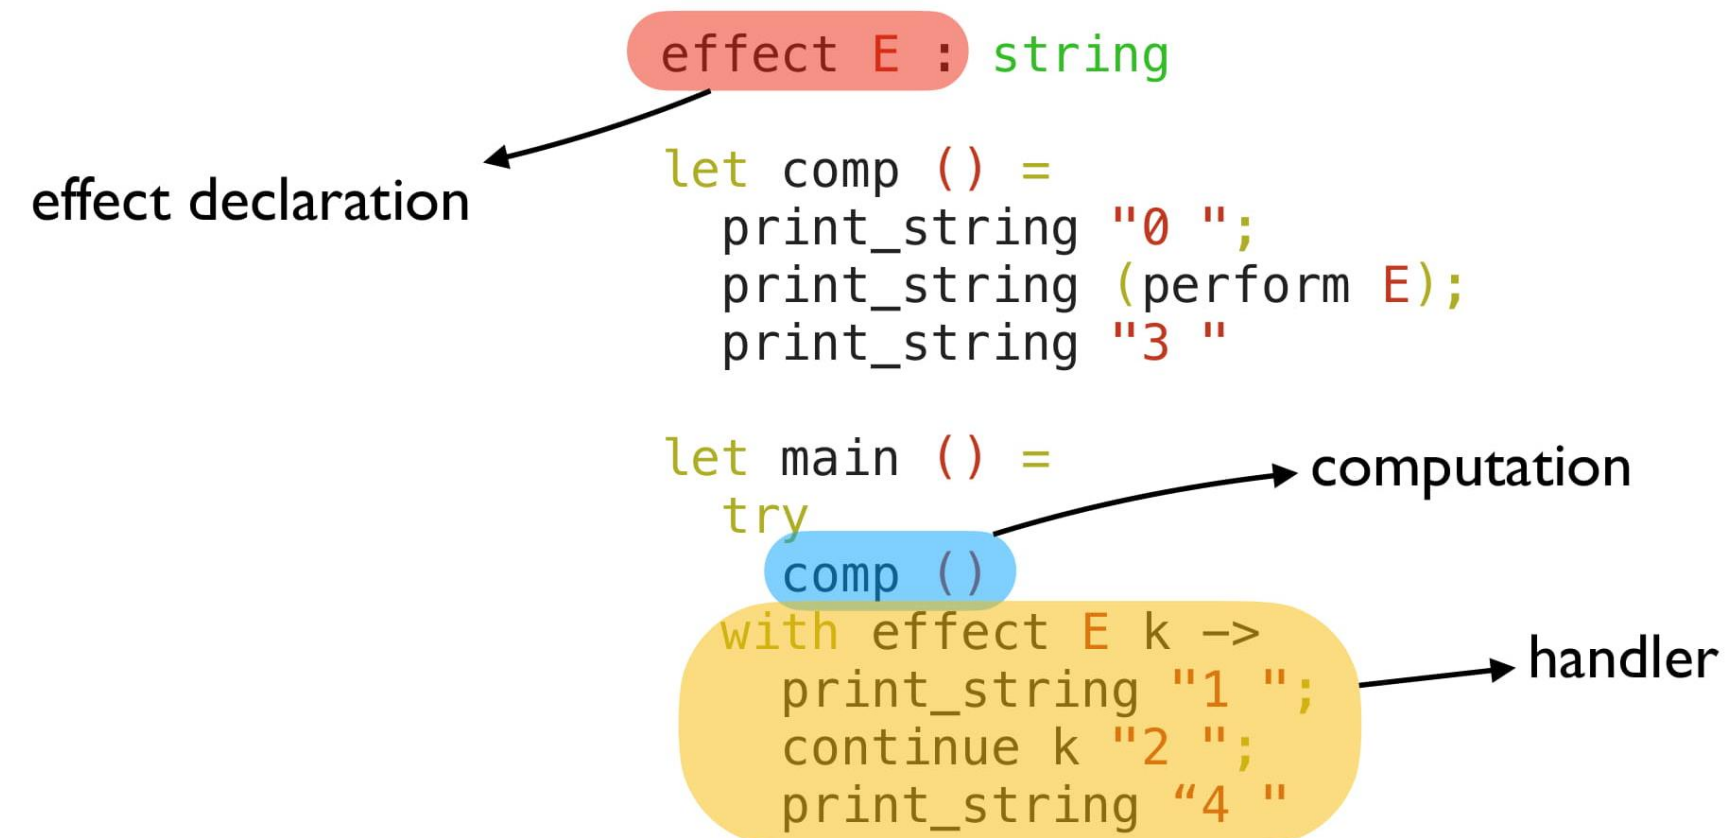 effect E : string
effect declaration
let comp () =
print_string "0 ";
print_string (perform E);
print_string "3 "
let main () =
computation
try
comp ()
with effect E k ->
handler
print_string "1 ";
continue k "2 ";
print_string “4 "